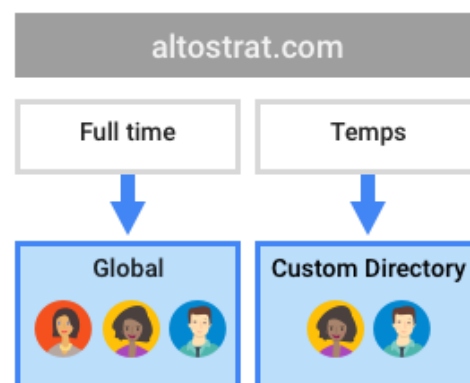 altostrat.com
Full time
Temps
Global
Custom Directory